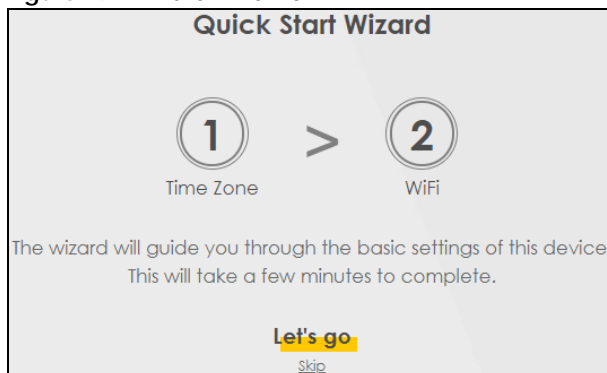 Quick Start Wizard
1 > 2
Time Zone WiFi
The wizard will guide you through the basic settings of this device
This will take a few minutes to complete.
Let's go
Skip